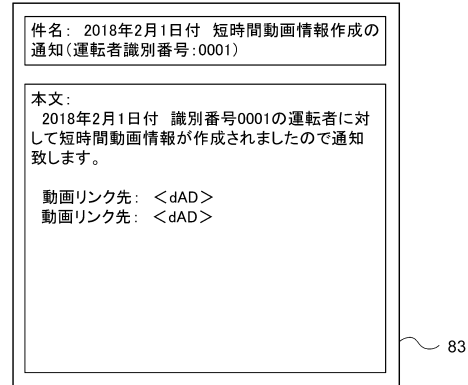 件名： 2018年2月1日付 短時間動画情報作成の
通知（運転者識別番号：0001）
本文：
2018年2月1日付 識別番号0001の運転者に対
して短時間動画情報が作成されましたので通知
致します。
動画リンク先： ＜dAD＞
動画リンク先： ＜dAD＞
83